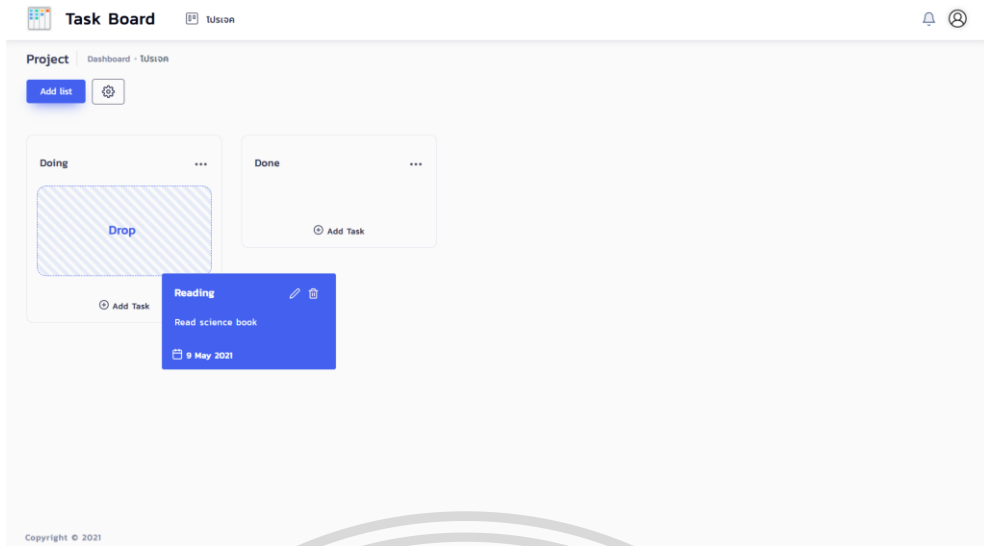 Task Board โปรเจค
Project Dashboard - โปรเจค
Add list
Doing ... Done ...
Drop
Add Task
Reading
Add Task
Read science book
9 May 2021
Copyright © 2021